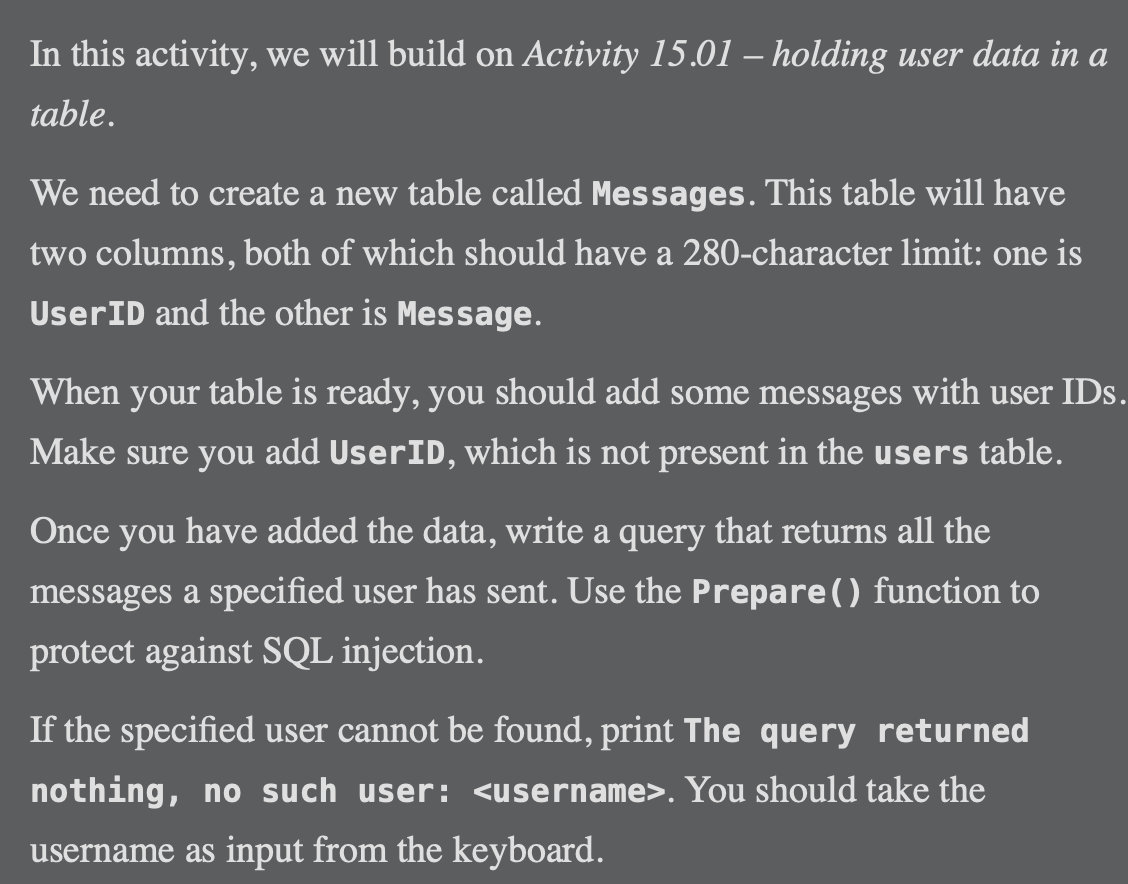 In this activity, we will build on Activity 15.01 – holding user data in a
table.
We need to create a new table called Messages. This table will have
two columns, both of which should have a 280-character limit: one is
UserID and the other is Message.
When your table is ready, you should add some messages with user IDs.
Make sure you add UserID, which is not present in the users table.
Once you have added the data, write a query that returns all the
messages a specified user has sent. Use the Prepare() function to
protect against SQL injection.
If the specified user cannot be found, print The query returned
nothing, no such user: <username>. You should take the
username as input from the keyboard.